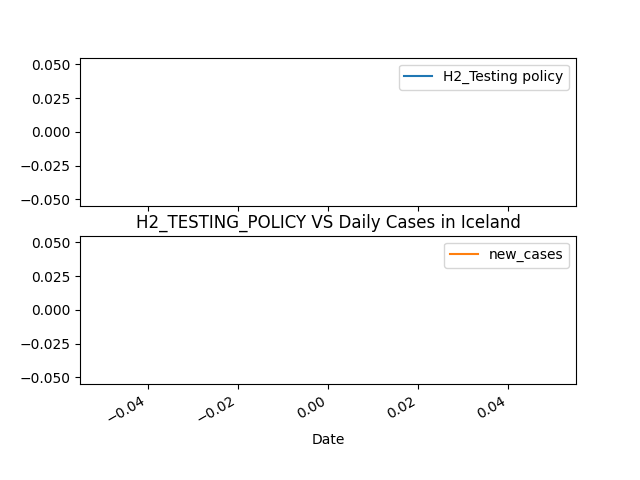 0.050
H2_Testing policy
0.025
0.000
−0.025
−0.050
H2_TESTING_POLICY VS Daily Cases in Iceland
0.050
new_cases
0.025
0.000
−0.025
−0.050
−0.04 −0.02 0.00 0.02 0.04
Date